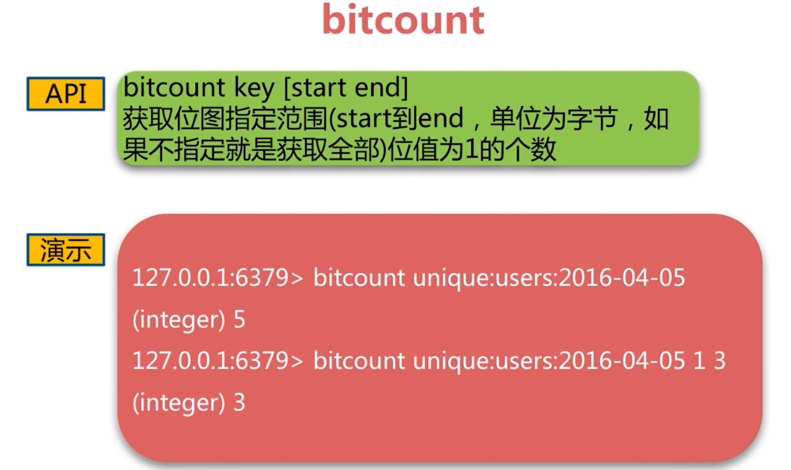 bitcount
API
bitcount key [start end]
获取位图指定范围(start到end，单位为字节，如
果不指定就是获取全部)位值为1的个数
演示
127.0.0.1:6379> bitcount unique:users:2016-04-05
(integer) 5
127.0.0.1:6379> bitcount unique:users:2016-04-05 1 3
(integer) 3